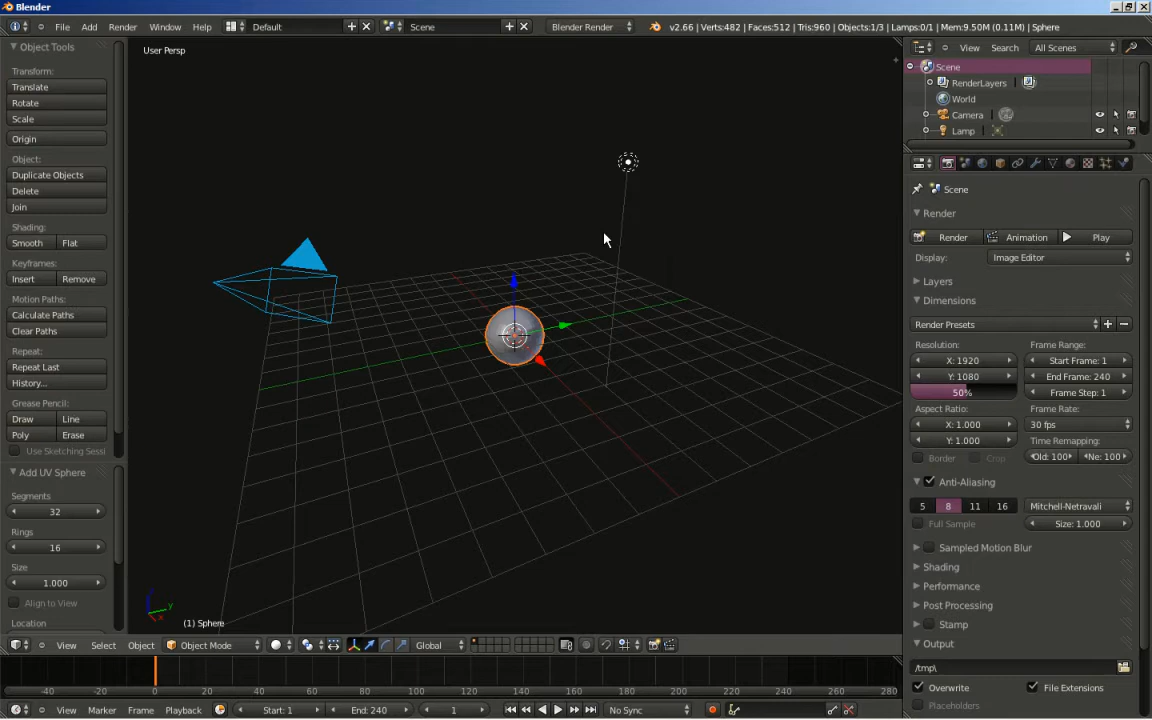 Blender
File Add Render Window Help Default Scene Blender Render v2.66 | Verts:482 | Faces:512 | Tris:960 | Objects:1/3 | Lamps:0/1 | Mem:9.50M (0.11M) | Sphere
Object Tools
Transform:
Translate
Rotate
Scale
Origin
Object:
Duplicate Objects
Delete
Join
Shading:
Smooth Flat
Keyframes:
Insert Remove
Motion Paths:
Calculate Paths
Clear Paths
Repeat:
Repeat Last
History...
Grease Pencil:
Draw Line
Poly Erase
Use Sketching Sessi
Add UV Sphere
Segments
32
Rings
16
Size
1.000
Align to View
Location
User Persp
z
y
x
(1) Sphere
View Select Object Object Mode Global
-40 -20 0 20 40 60 80 100 120 140 160 180 200 220 240 260 280
View Marker Frame Playback Start: 1 End: 240 1 No Sync
View Search All Scenes
Scene
RenderLayers |
World
Camera |
Lamp |
Scene
Render
Render Animation Play
Display: Image Editor
Layers
Dimensions
Render Presets
Resolution: Frame Range:
X: 1920 Start Frame: 1
Y: 1080 End Frame: 240
50% Frame Step: 1
Aspect Ratio: Frame Rate:
X: 1.000 30 fps
Y: 1.000 Time Remapping:
Border Crop Old: 100 Ne: 100
Anti-Aliasing
5 8 11 16 Mitchell-Netravali
Full Sample Size: 1.000
Sampled Motion Blur
Shading
Performance
Post Processing
Stamp
Output
/tmp\
Overwrite File Extensions
Placeholders